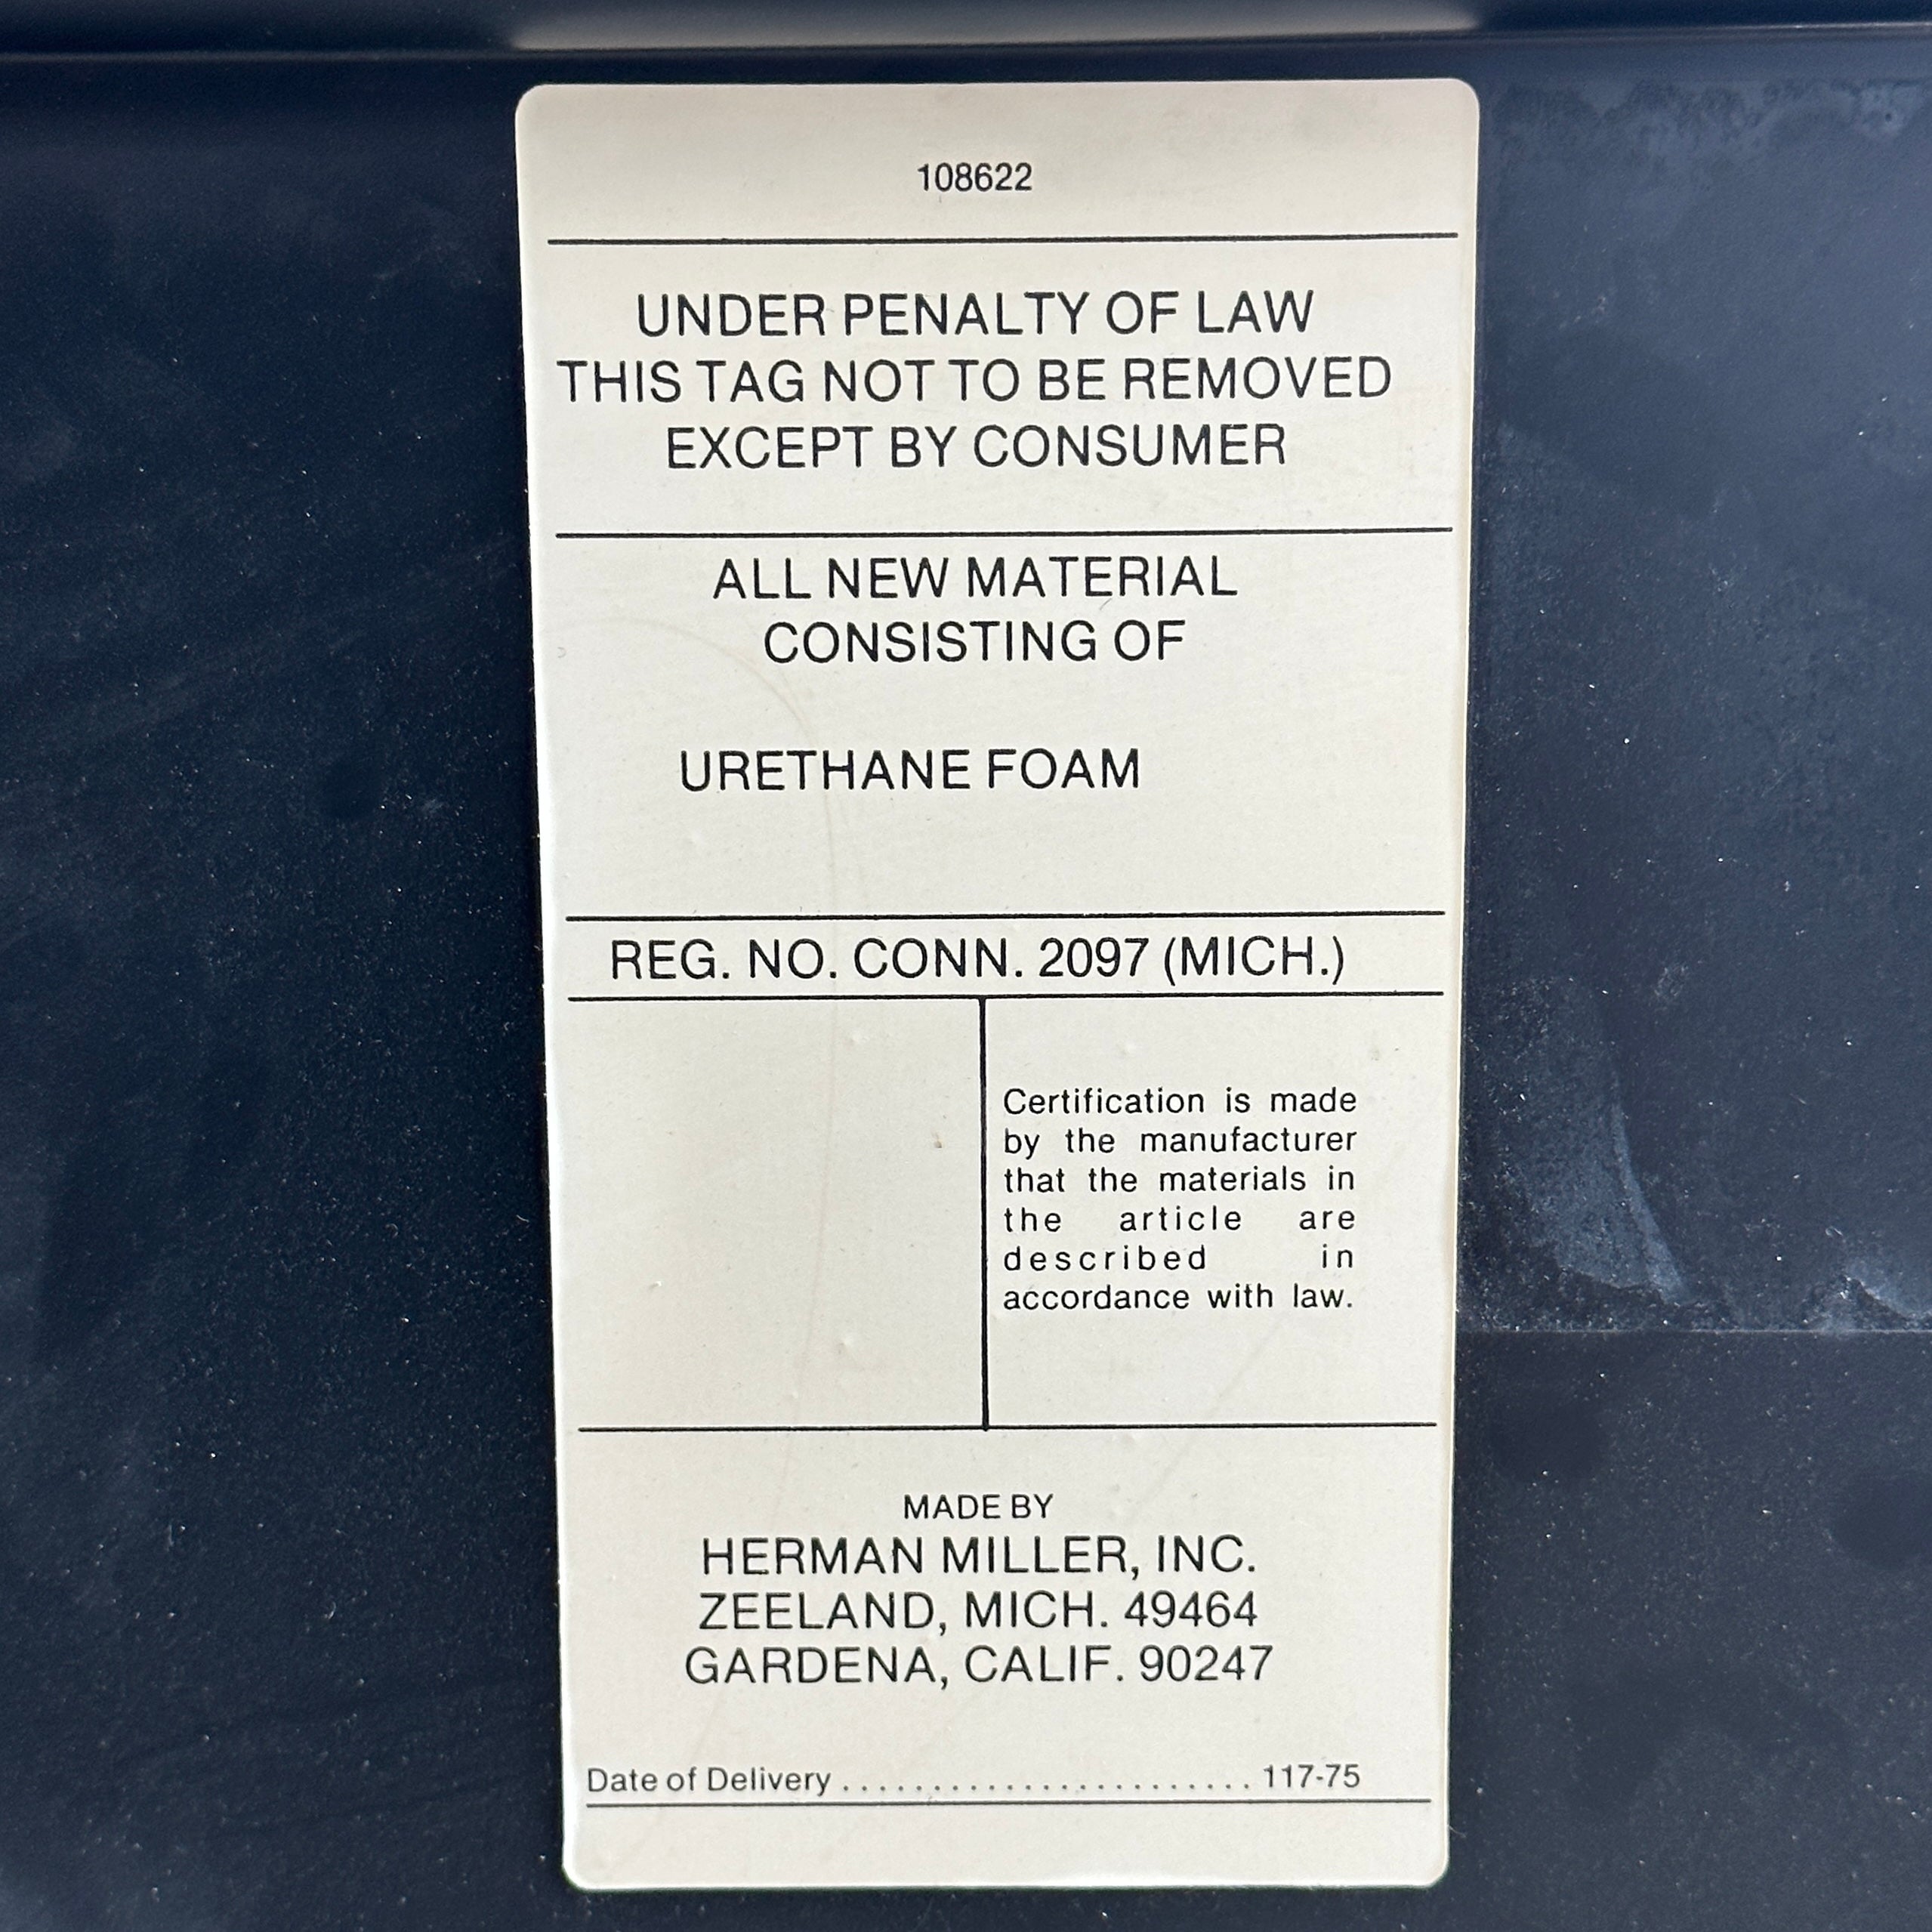 108622
UNDER PENALTY OF LAW
THIS TAG NOT TO BE REMOVED
EXCEPT BY CONSUMER
ALL NEW MATERIAL
CONSISTING OF
URETHANE FOAM
REG. NO. CONN. 2097 (MICH.)
Certification is made
by the manufacturer
that the materials in
the article are
described in
accordance with law.
MADE BY
HERMAN MILLER, INC.
ZEELAND, MICH. 49464
GARDENA, CALIF. 90247
Date of Delivery ........................ 117-75